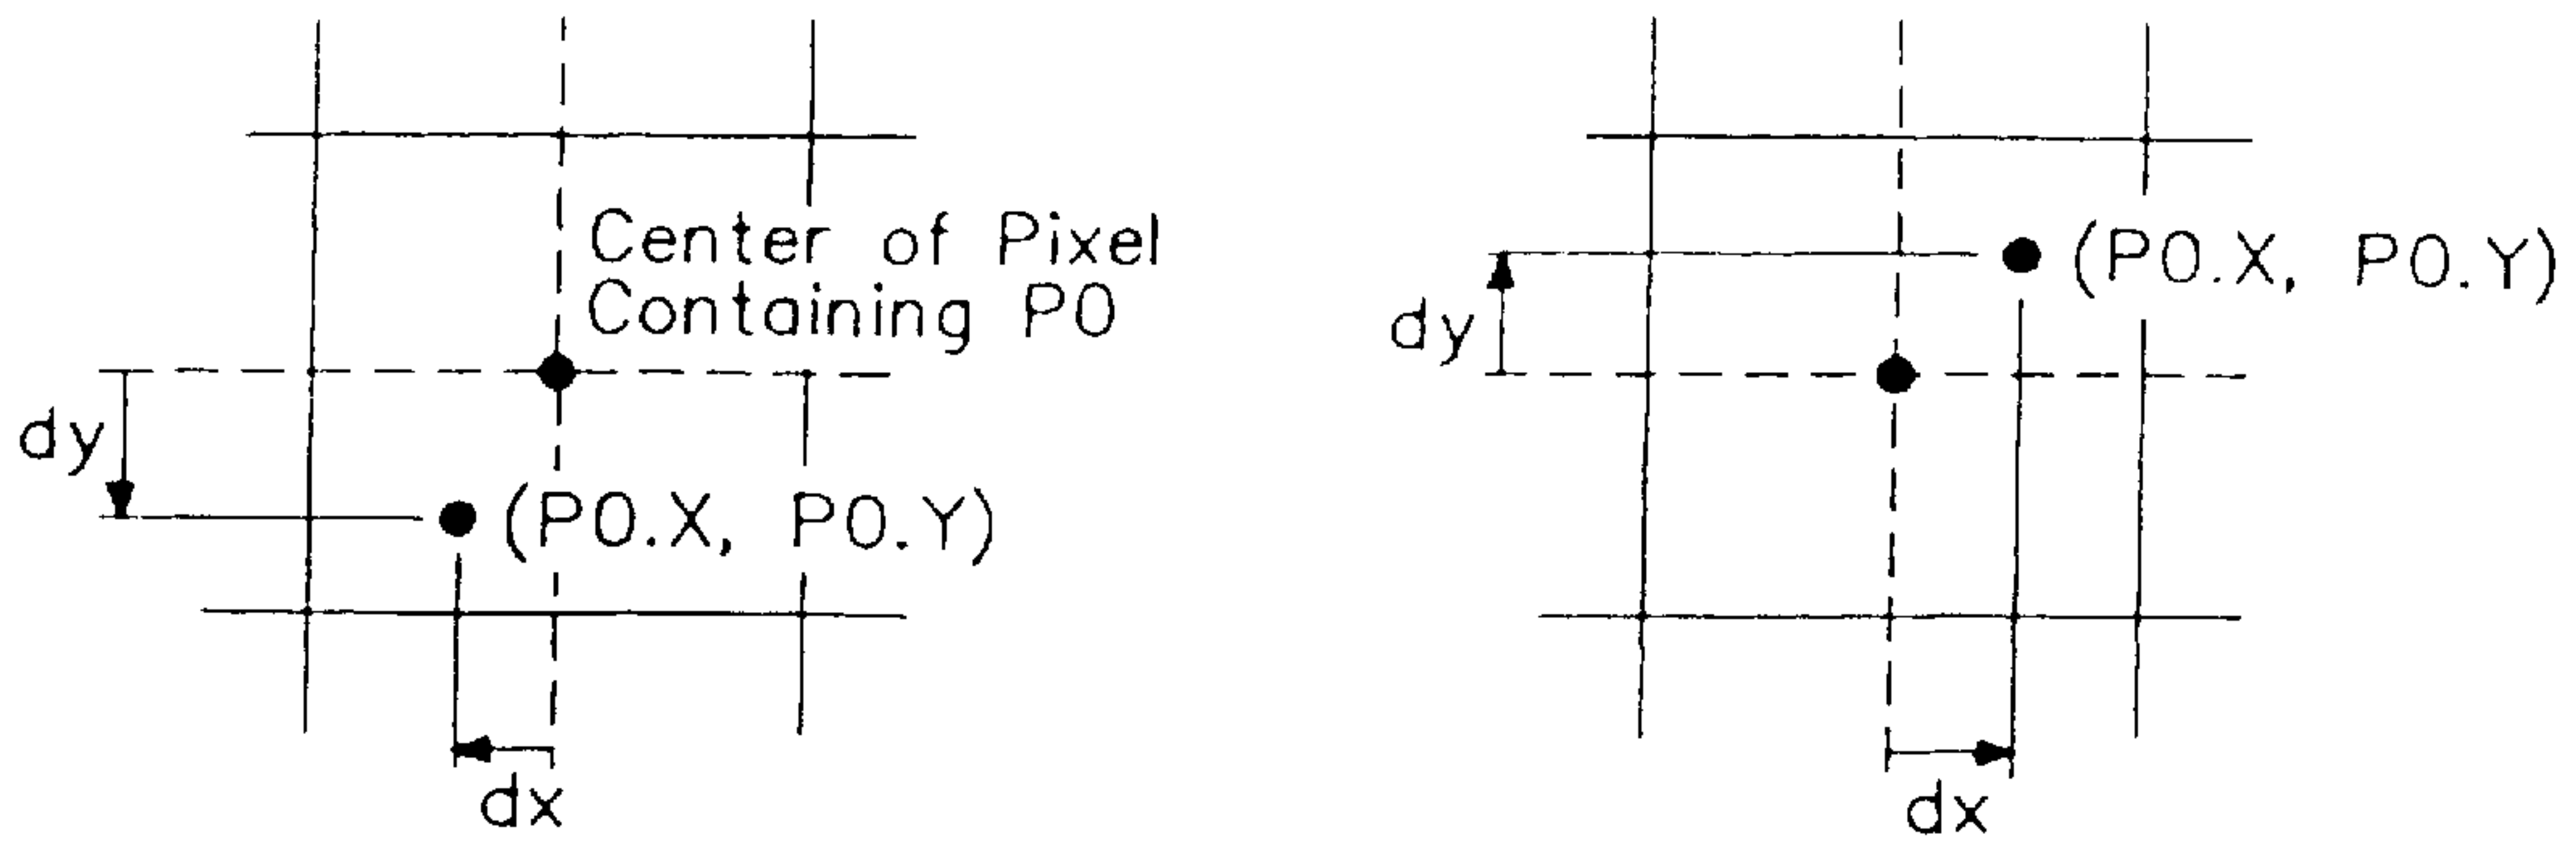 Center of Pixel
Containing P0
dy
(P0.X, P0.Y)
dx
(P0.X, P0.Y)
dy
dx